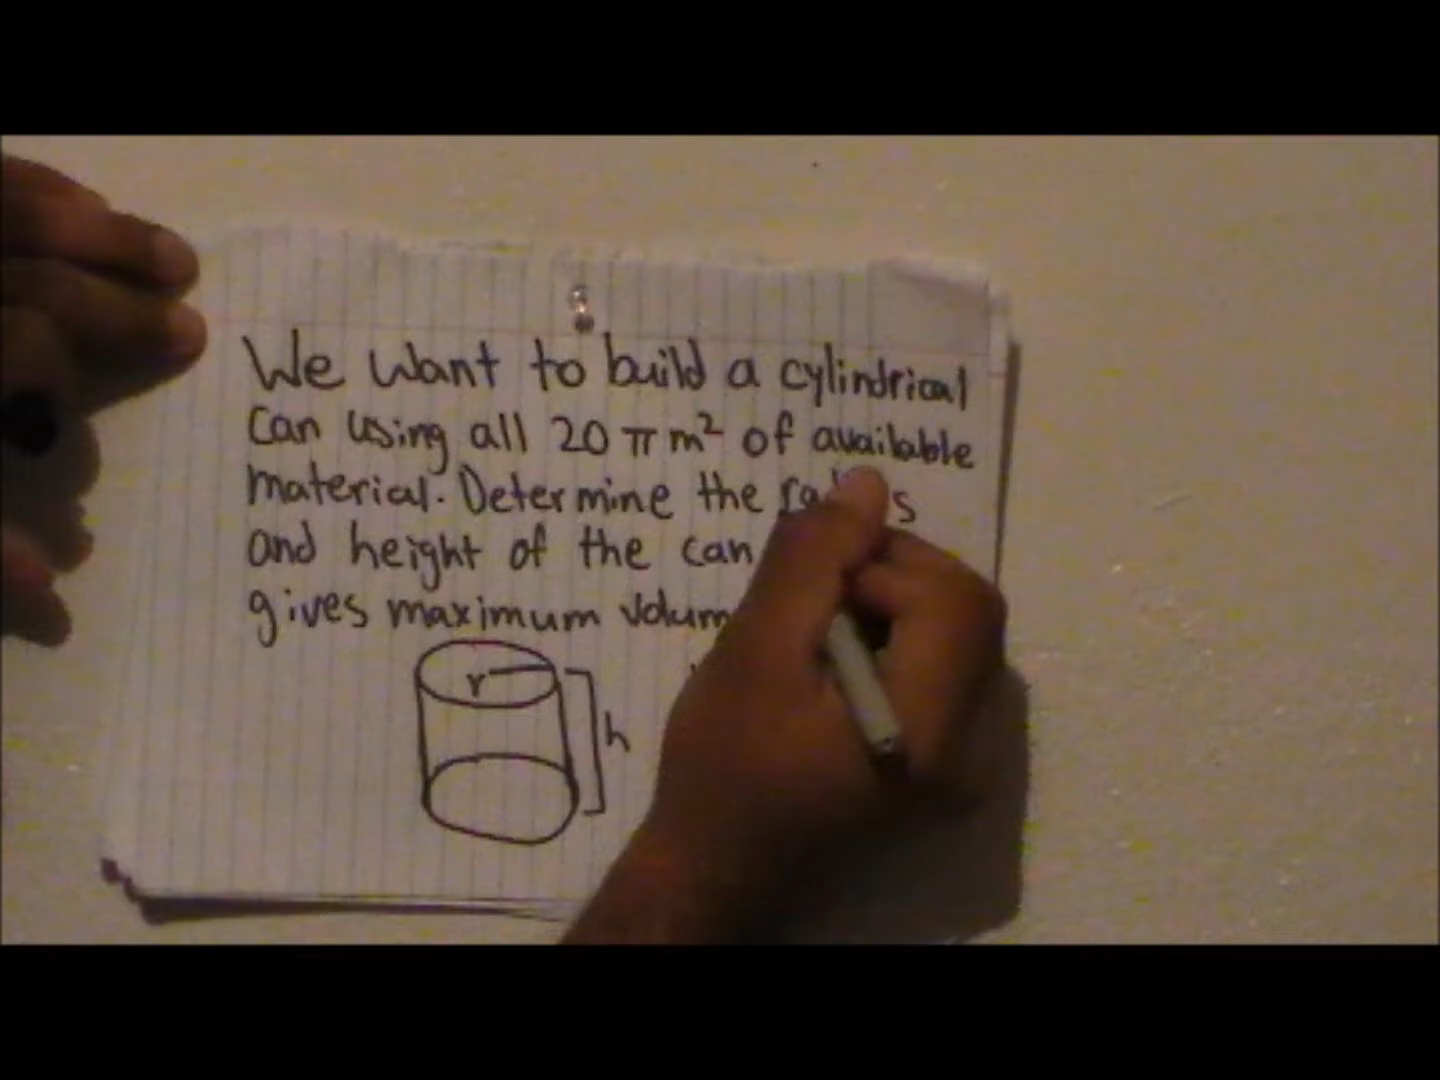 We want to build a cylindrical
can using all 20 π m² of available
material. Determine the
and height of the can
gives maximum
r
h